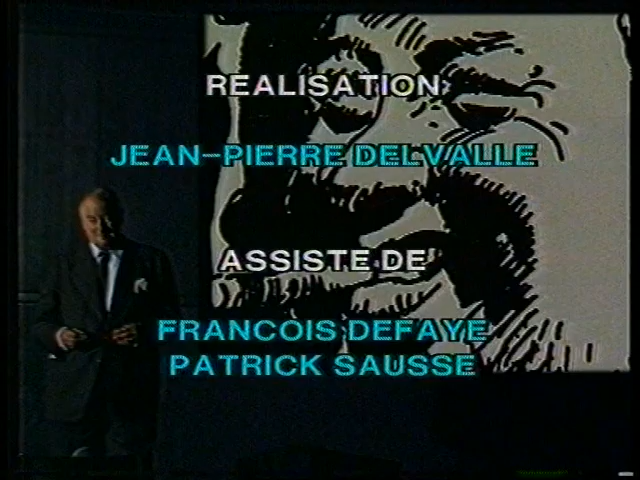 REALISATION
JEAN-PIERRE DELVALLE
ASSISTE DE
FRANCOIS DEFAYE
PATRICK SAUSSE